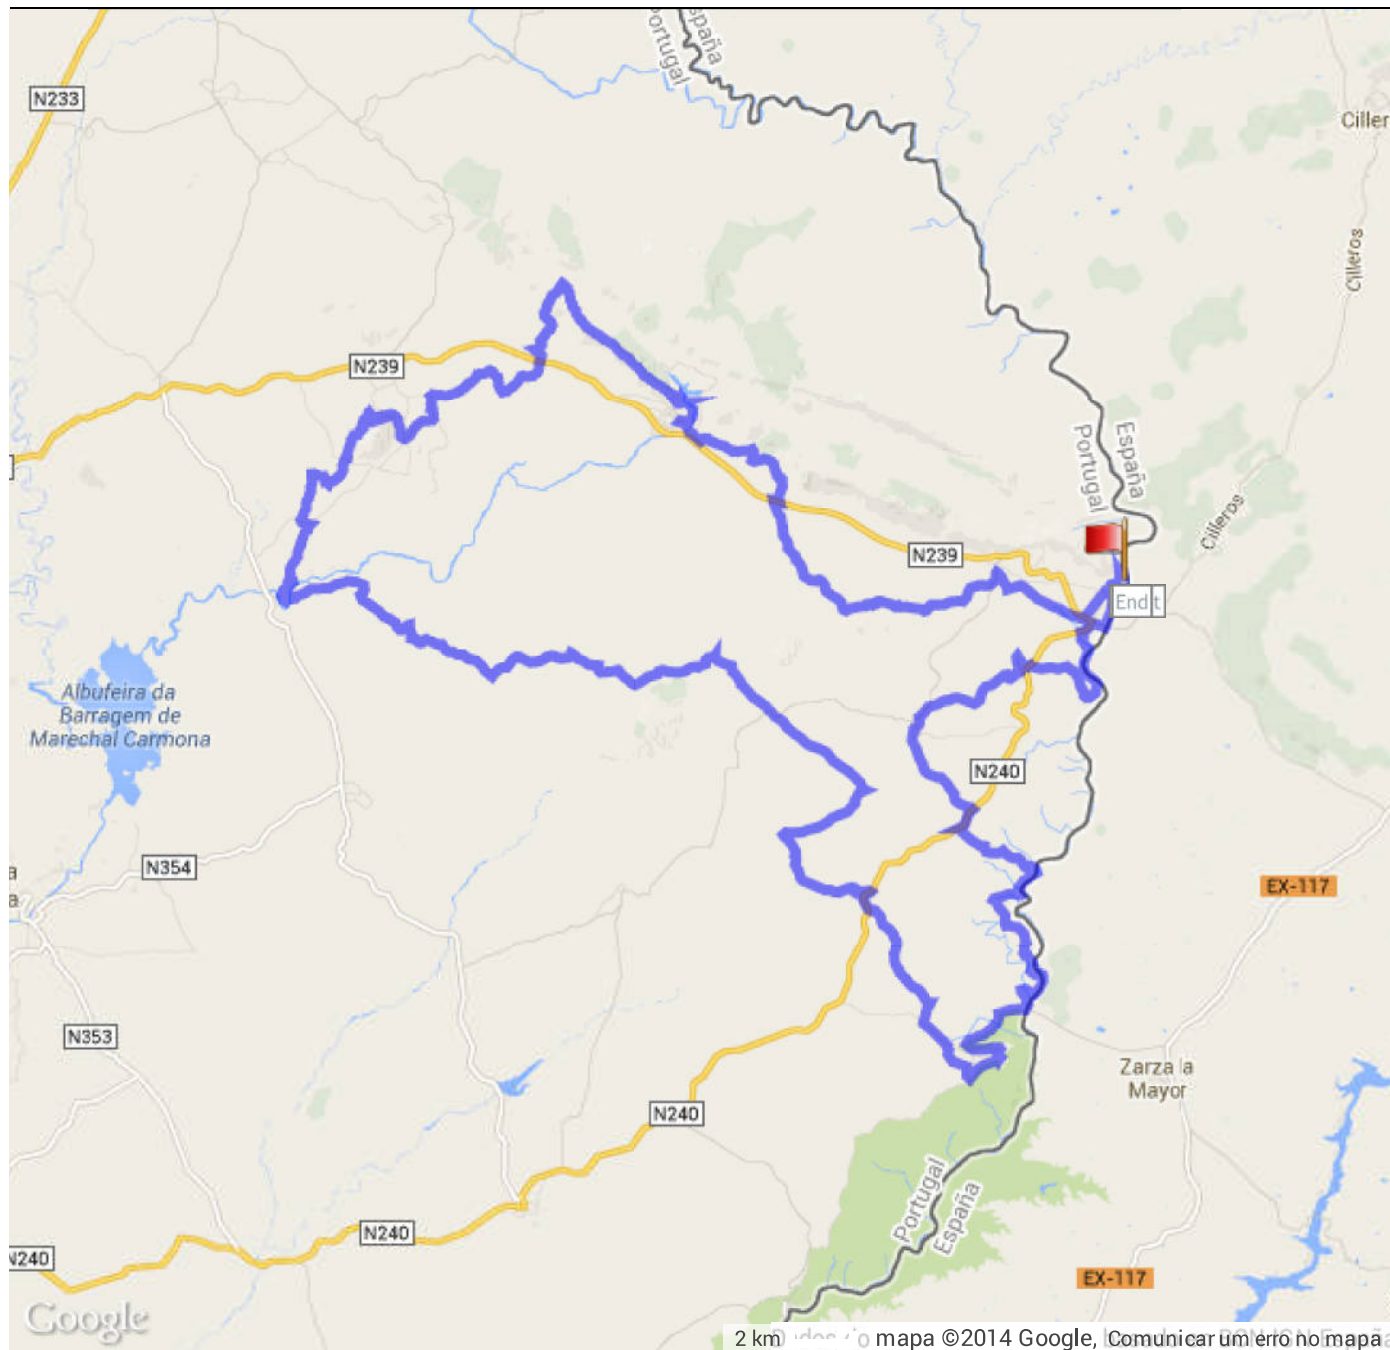 España
Portugal
N233
Ciller
Cilleros
N239
España
Portugal
Cilleros
N239
End
t
Albufeira da
Barragem de
Marechal Carmona
N240
N354
a
a
EX-117
N353
Zarza la
Mayor
N240
Portugal
España
N240
N240
EX-117
Google
2 km
mapa ©2014 Google,
Comunicar um erro no mapa